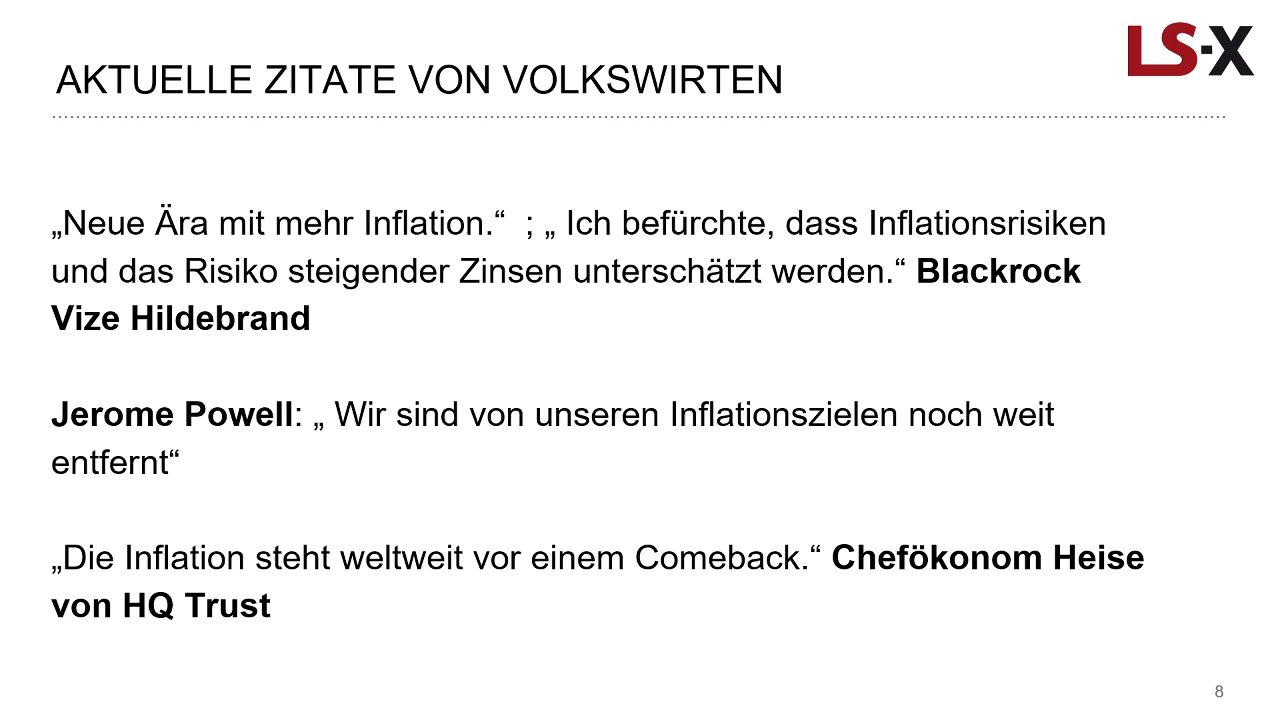 LS-X
AKTUELLE ZITATE VON VOLKSWIRTEN
„Neue Ära mit mehr Inflation.“  ; „ Ich befürchte, dass Inflationsrisiken
und das Risiko steigender Zinsen unterschätzt werden.“ Blackrock
Vize Hildebrand
Jerome Powell: „ Wir sind von unseren Inflationszielen noch weit
entfernt“
„Die Inflation steht weltweit vor einem Comeback.“ Chefökonom Heise
von HQ Trust
8